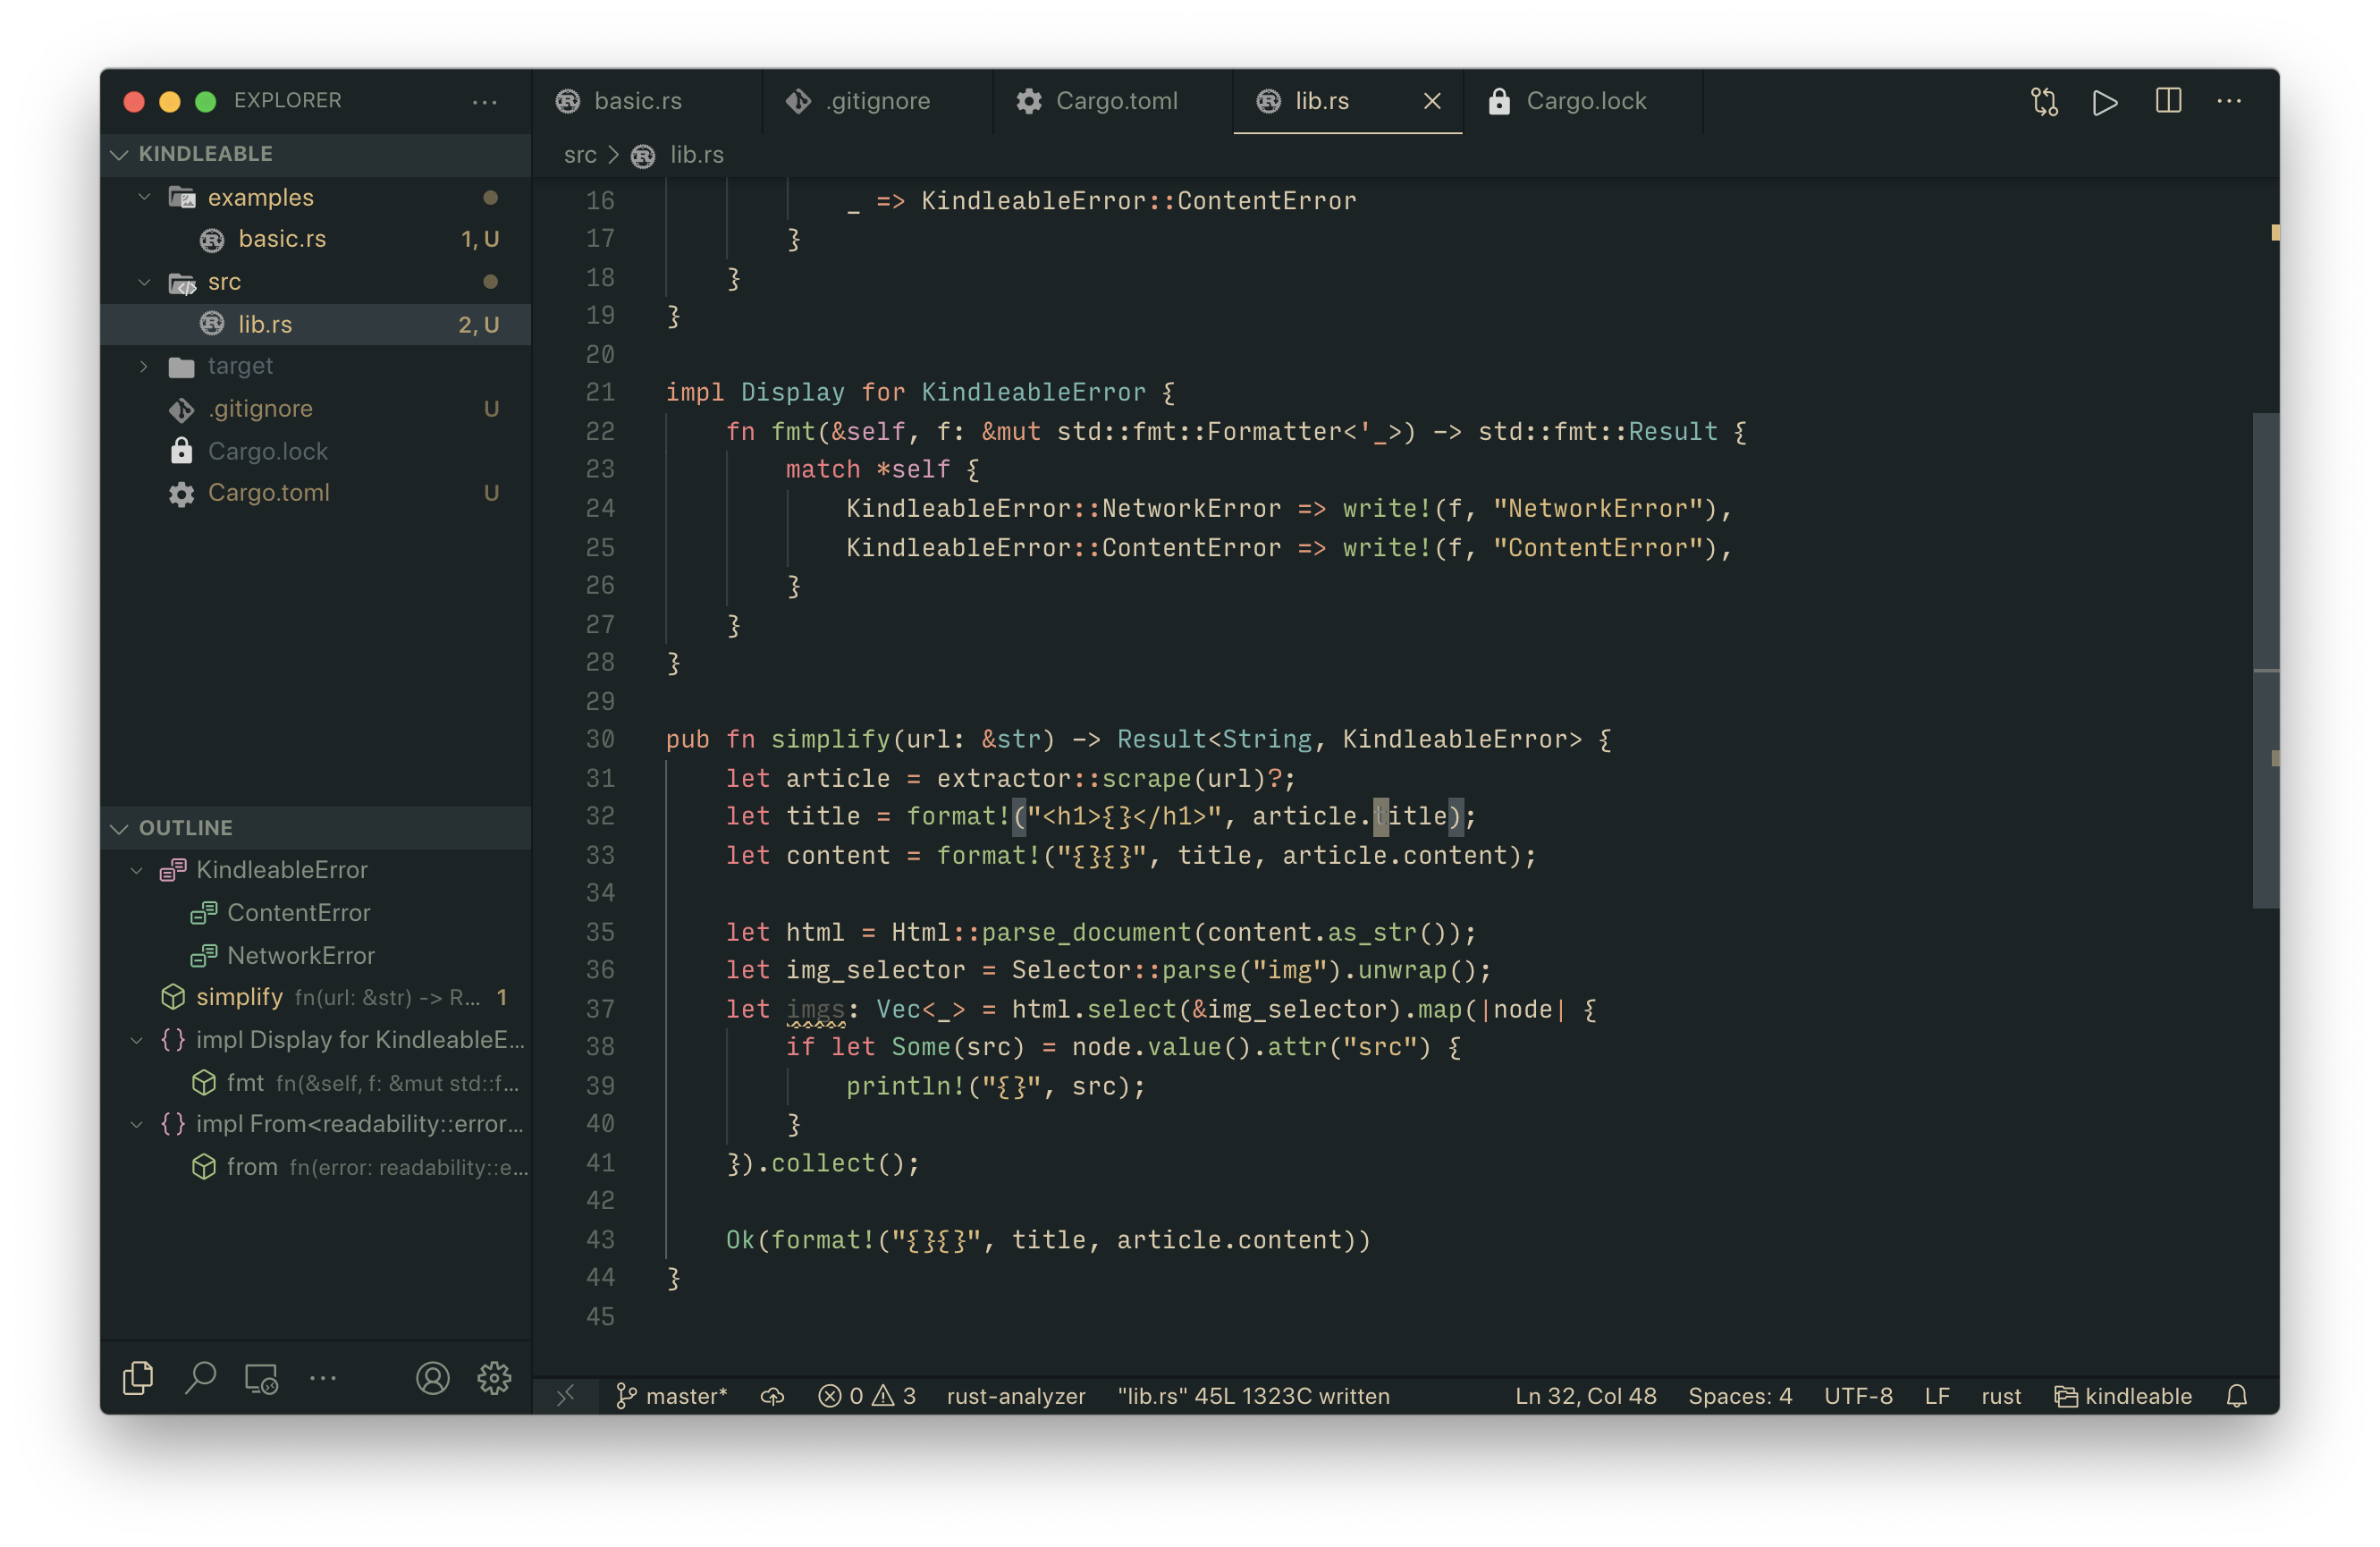 EXPLORER ···
basic.rs
.gitignore
Cargo.toml
lib.rs
Cargo.lock
KINDLEABLE
examples
basic.rs 1, U
src
lib.rs 2, U
target
.gitignore U
Cargo.lock
Cargo.toml U
OUTLINE
KindleableError
ContentError
NetworkError
simplify fn(url: &str) -> R... 1
impl Display for KindleableE...
fmt fn(&self, f: &mut std::f...
impl From<readability::error...
from fn(error: readability::e...
src > lib.rs
16 _ => KindleableError::ContentError
17 }
18 }
19 }
20
21 impl Display for KindleableError {
22 fn fmt(&self, f: &mut std::fmt::Formatter<'_>) -> std::fmt::Result {
23 match *self {
24 KindleableError::NetworkError => write!(f, "NetworkError"),
25 KindleableError::ContentError => write!(f, "ContentError"),
26 }
27 }
28 }
29
30 pub fn simplify(url: &str) -> Result<String, KindleableError> {
31 let article = extractor::scrape(url)?;
32 let title = format!("<h1>{}</h1>", article.title);
33 let content = format!("{}{}", title, article.content);
34
35 let html = Html::parse_document(content.as_str());
36 let img_selector = Selector::parse("img").unwrap();
37 let imgs: Vec<_> = html.select(&img_selector).map(|node| {
38 if let Some(src) = node.value().attr("src") {
39 println!("{}", src);
40 }
41 }).collect();
42
43 Ok(format!("{}{}", title, article.content))
44 }
45
master* 0 3 rust-analyzer "lib.rs" 45L 1323C written Ln 32, Col 48 Spaces: 4 UTF-8 LF rust kindleable